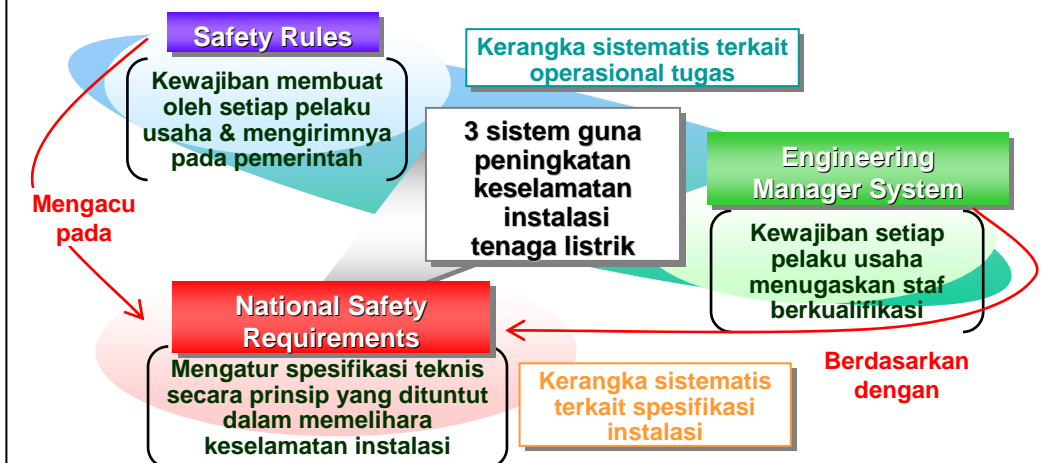 Safety Rules
Kewajiban membuat
oleh setiap pelaku
usaha & mengirimnya
pada pemerintah
Kerangka sistematis terkait
operasional tugas
3 sistem guna
peningkatan
keselamatan
instalasi
tenaga listrik
Engineering
Manager System
Kewajiban setiap
pelaku usaha
menugaskan staf
berkualifikasi
Mengacu
pada
National Safety
Requirements
Mengatur spesifikasi teknis
secara prinsip yang dituntut
dalam memelihara
keselamatan instalasi
Kerangka sistematis
terkait spesifikasi
instalasi
Berdasarkan
dengan